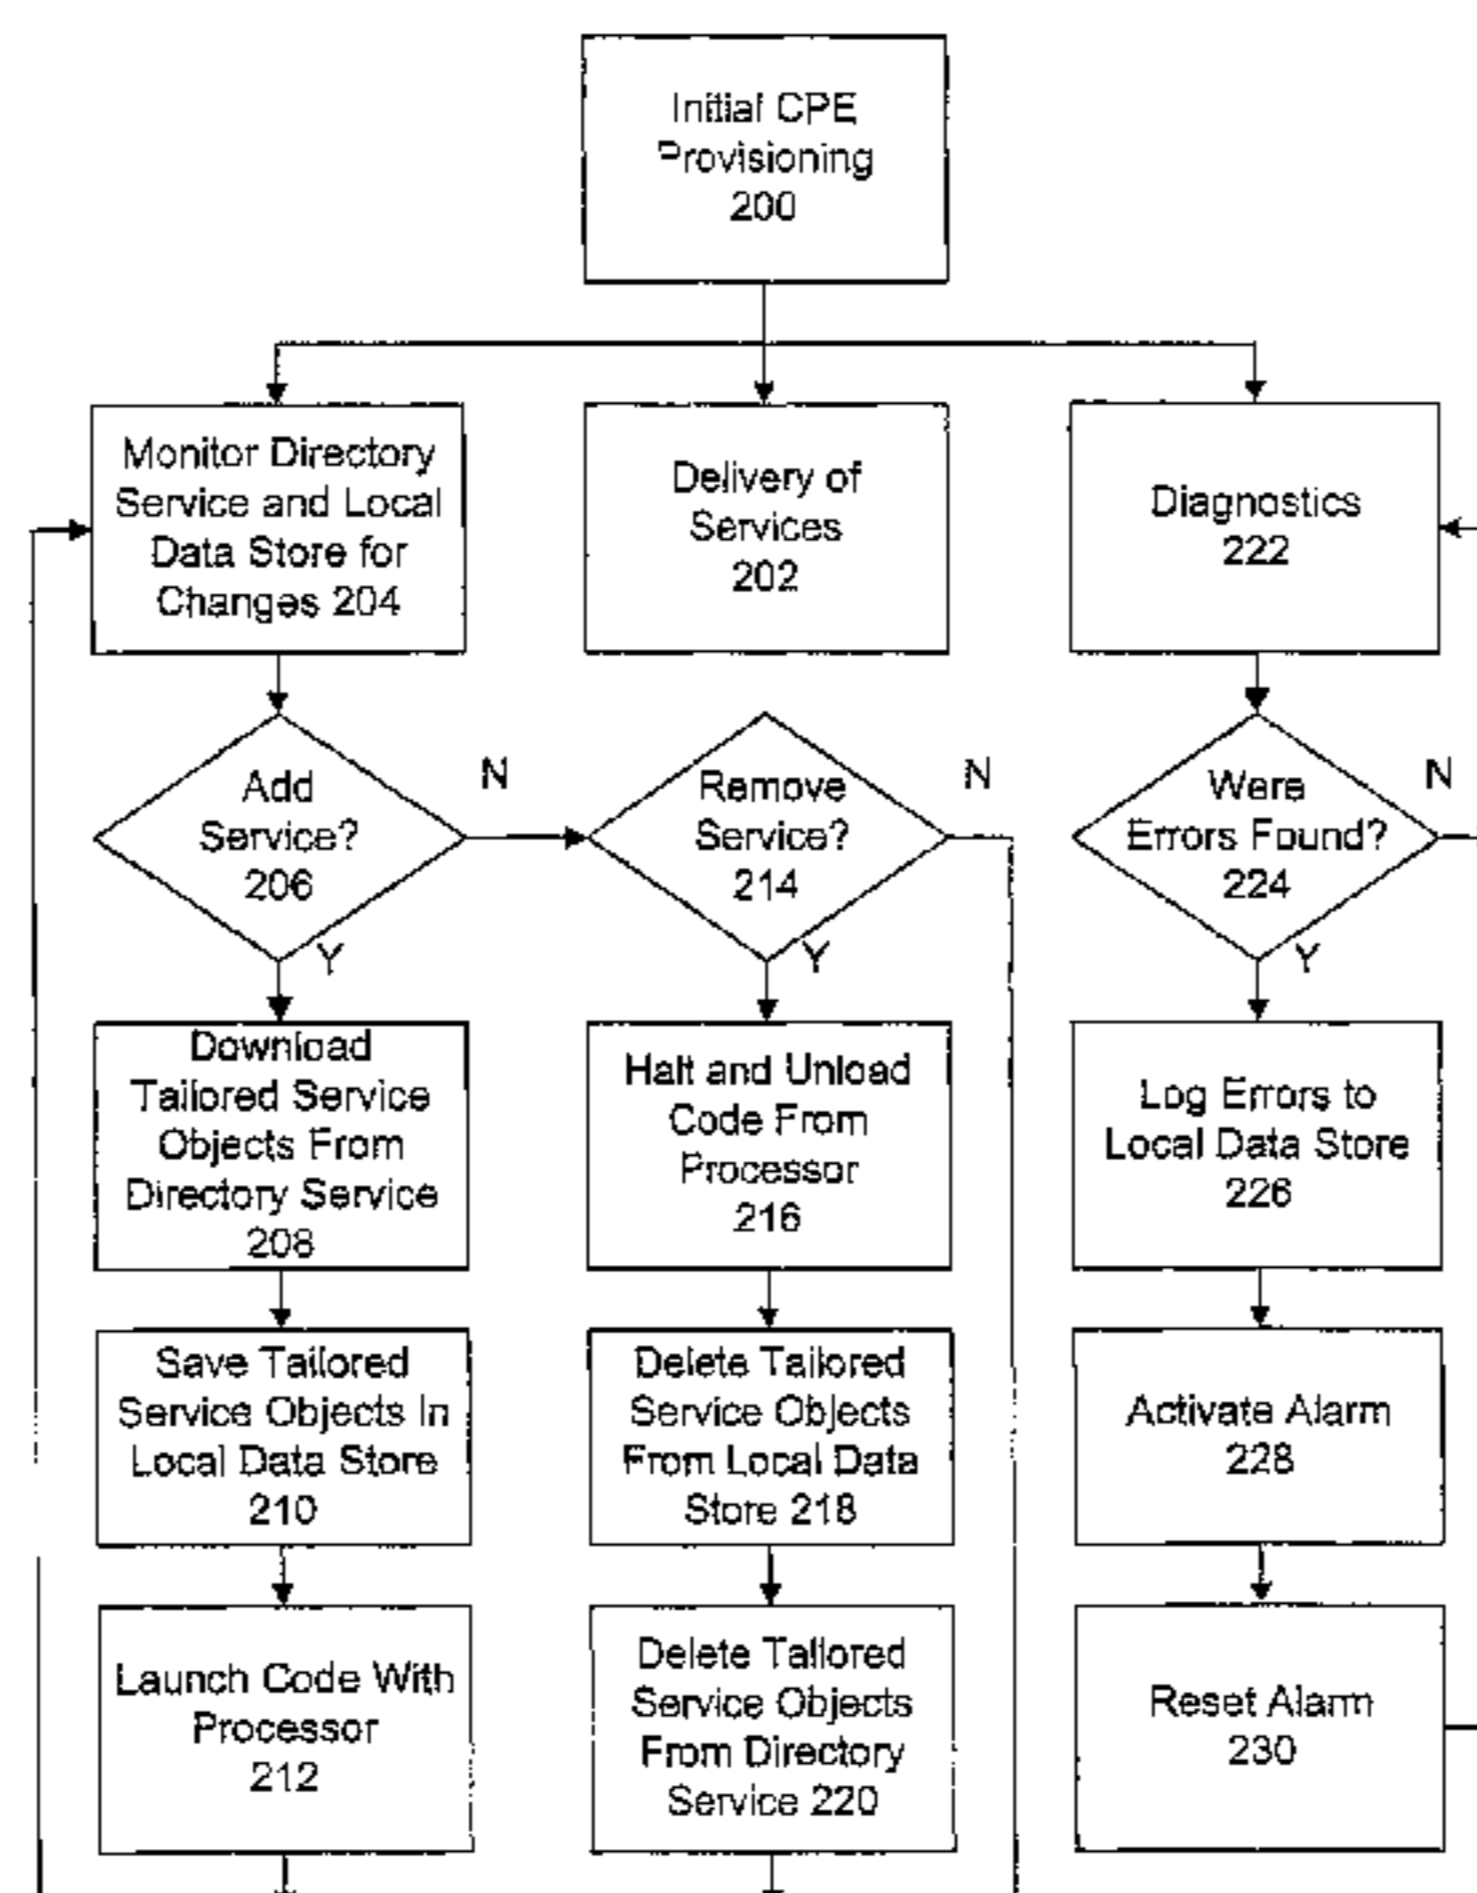 Initial CPE
Provisioning
200
Monitor Directory
Service and Local
Data Store for
Changes 204
Delivery of
Services
202
Diagnostics
222
Add
Service?
206
N
Y
Remove
Service?
214
N
Y
Were
Errors Found?
224
N
Y
Download
Tailored Service
Objects From
Directory Service
208
Halt and Unload
Code From
Processor
216
Log Errors to
Local Data Store
226
Save Tailored
Service Objects In
Local Data Store
210
Delete Tailored
Service Objects
From Local Data
Store 218
Activate Alarm
228
Launch Code With
Processor
212
Delete Tailored
Service Objects
From Directory
Service 220
Reset Alarm
230